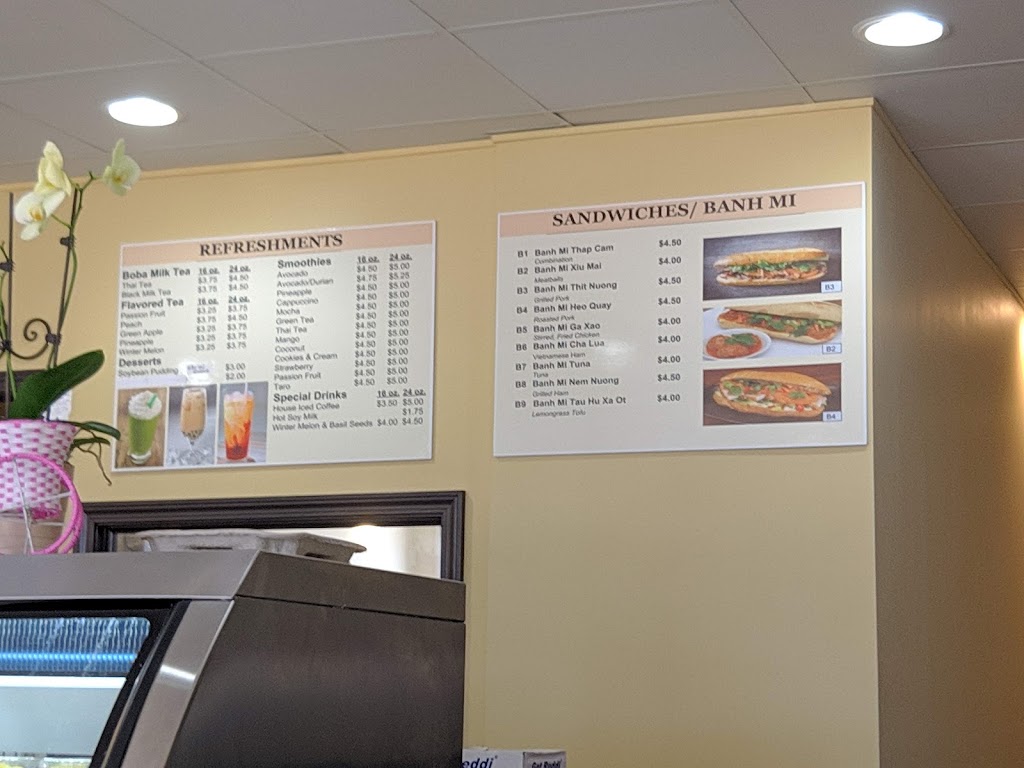 REFRESHMENTS
Boba Milk Tea 16 oz. 24 oz.
Thai Tea $3.75 $4.50
Black Milk Tea $3.75 $4.50
Flavored Tea 16 oz. 24 oz.
Passion Fruit $3.25 $3.75
Peach $3.75 $4.50
Green Apple $3.25 $3.75
Pineapple $3.25 $3.75
Winter Melon $3.25 $3.75
Desserts
Soybean Pudding $3.00
$2.00
Smoothies 16 oz. 24 oz.
Avocado $4.50 $5.00
Avocado/Durian $4.75 $5.25
Pineapple $4.50 $5.00
Cappuccino $4.50 $5.00
Mocha $4.50 $5.00
Green Tea $4.50 $5.00
Thai Tea $4.50 $5.00
Mango $4.50 $5.00
Coconut $4.50 $5.00
Cookies & Cream $4.50 $5.00
Strawberry $4.50 $5.00
Passion Fruit $4.50 $5.00
Taro $4.50 $5.00
Special Drinks 16 oz. 24 oz.
House Iced Coffee $3.50 $5.00
Hot Soy Milk $1.75
Winter Melon & Basil Seeds $4.00 $4.50
SANDWICHES/ BANH MI
B1 Banh Mi Thap Cam $4.50
Combination
B2 Banh Mi Xiu Mai $4.00
Meatballs
B3 Banh Mi Thit Nuong $4.50
Grilled Pork
B4 Banh Mi Heo Quay $4.50
Roasted Pork
B5 Banh Mi Ga Xao $4.00
Stirred, Fried Chicken
B6 Banh Mi Cha Lua $4.00
Vietnamese Ham
B7 Banh Mi Tuna $4.00
Tuna
B8 Banh Mi Nem Nuong $4.50
Grilled Ham
B9 Banh Mi Tau Hu Xa Ot $4.00
Lemongrass Tofu
B3
B2
B4
eddi